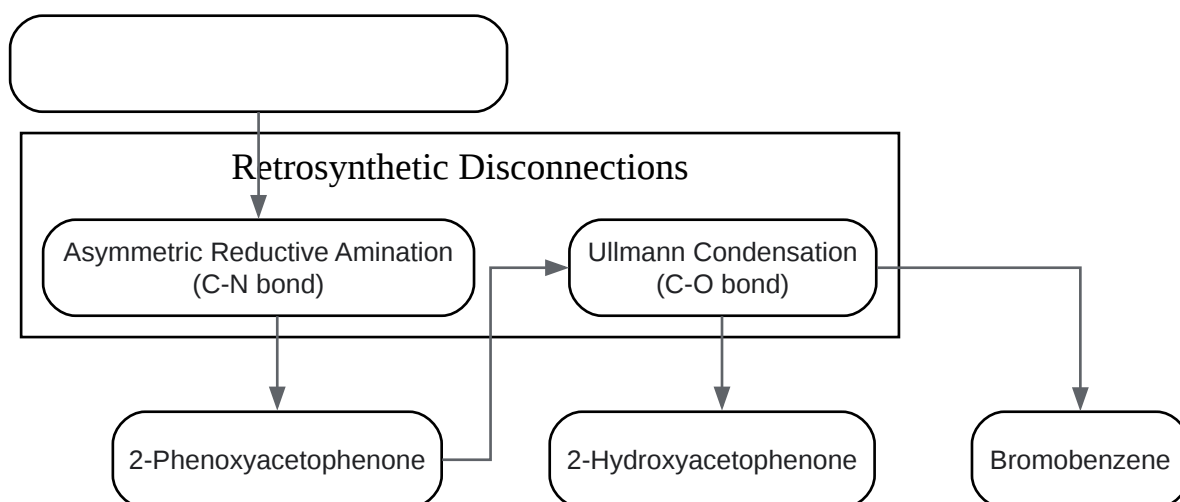 Retrosynthetic Disconnections
Asymmetric Reductive Amination
(C-N bond)
Ullmann Condensation
(C-O bond)
2-Phenoxyacetophenone
2-Hydroxyacetophenone
Bromobenzene